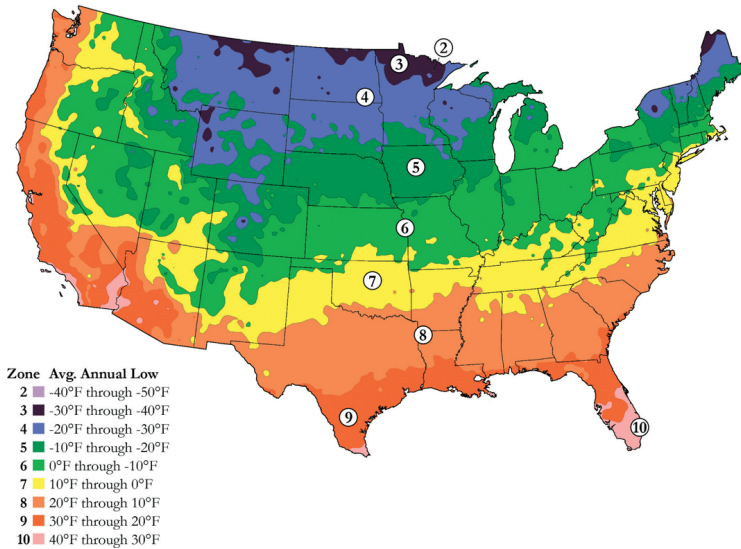 2
3
4
5
6
7
8
9
10
Zone Avg. Annual Low
2 -40°F through -50°F
3 -30°F through -40°F
4 -20°F through -30°F
5 -10°F through -20°F
6 0°F through -10°F
7 10°F through 0°F
8 20°F through 10°F
9 30°F through 20°F
10 40°F through 30°F